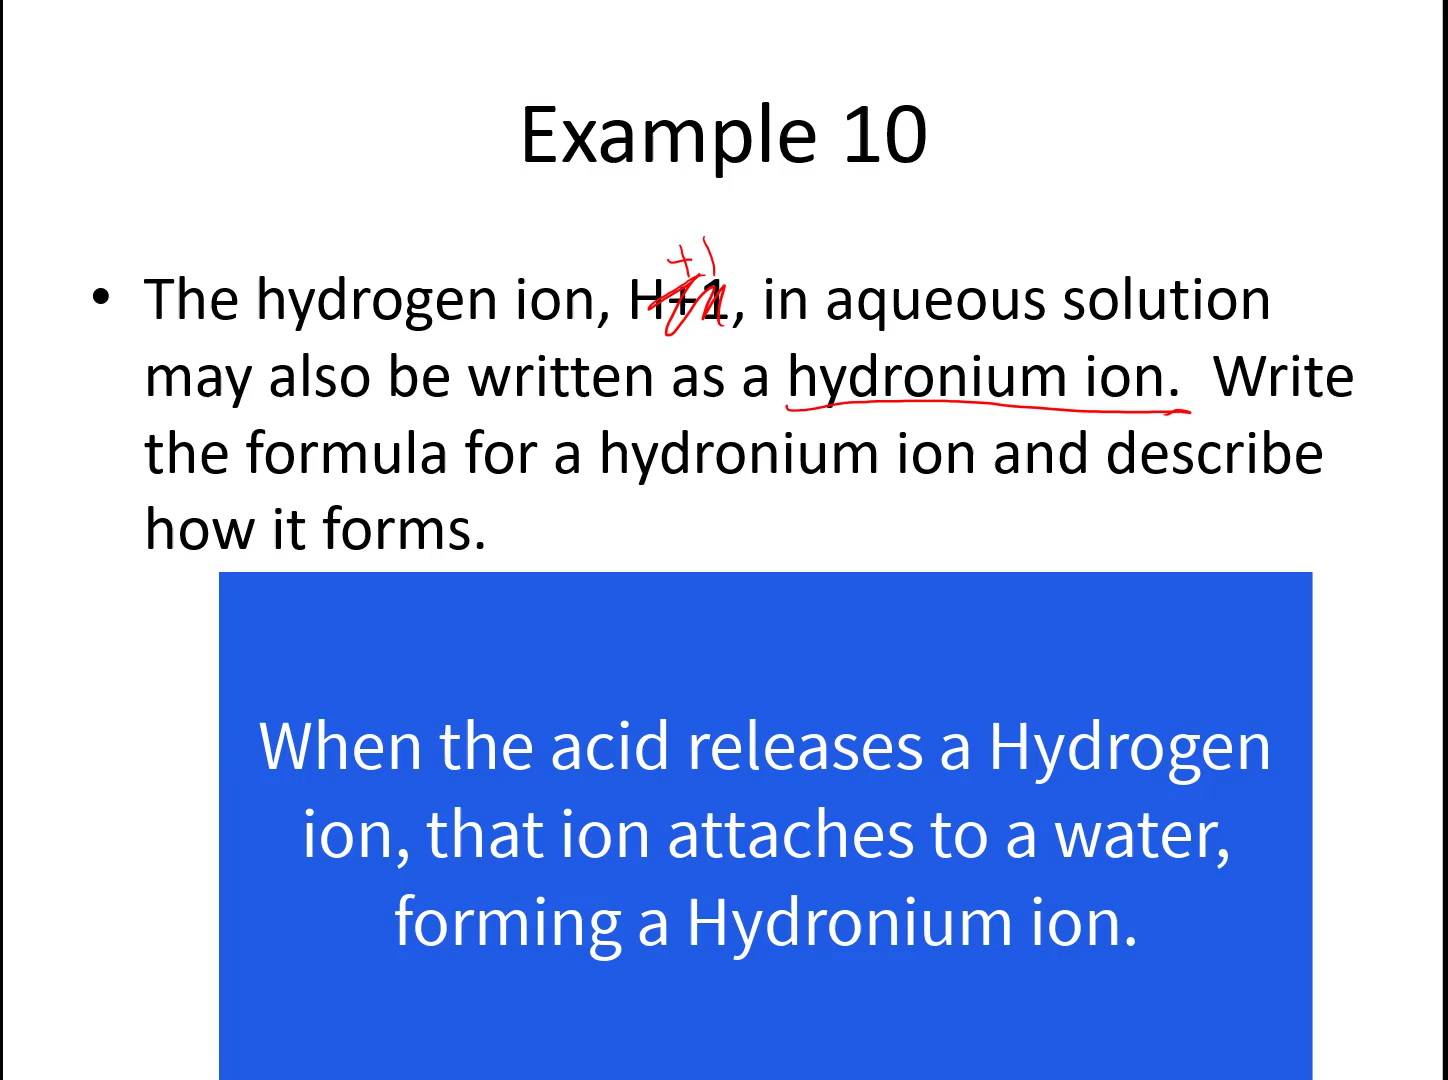 Example 10
+1
• The hydrogen ion, H+1, in aqueous solution
may also be written as a hydronium ion.  Write
the formula for a hydronium ion and describe
how it forms.
When the acid releases a Hydrogen
ion, that ion attaches to a water,
forming a Hydronium ion.